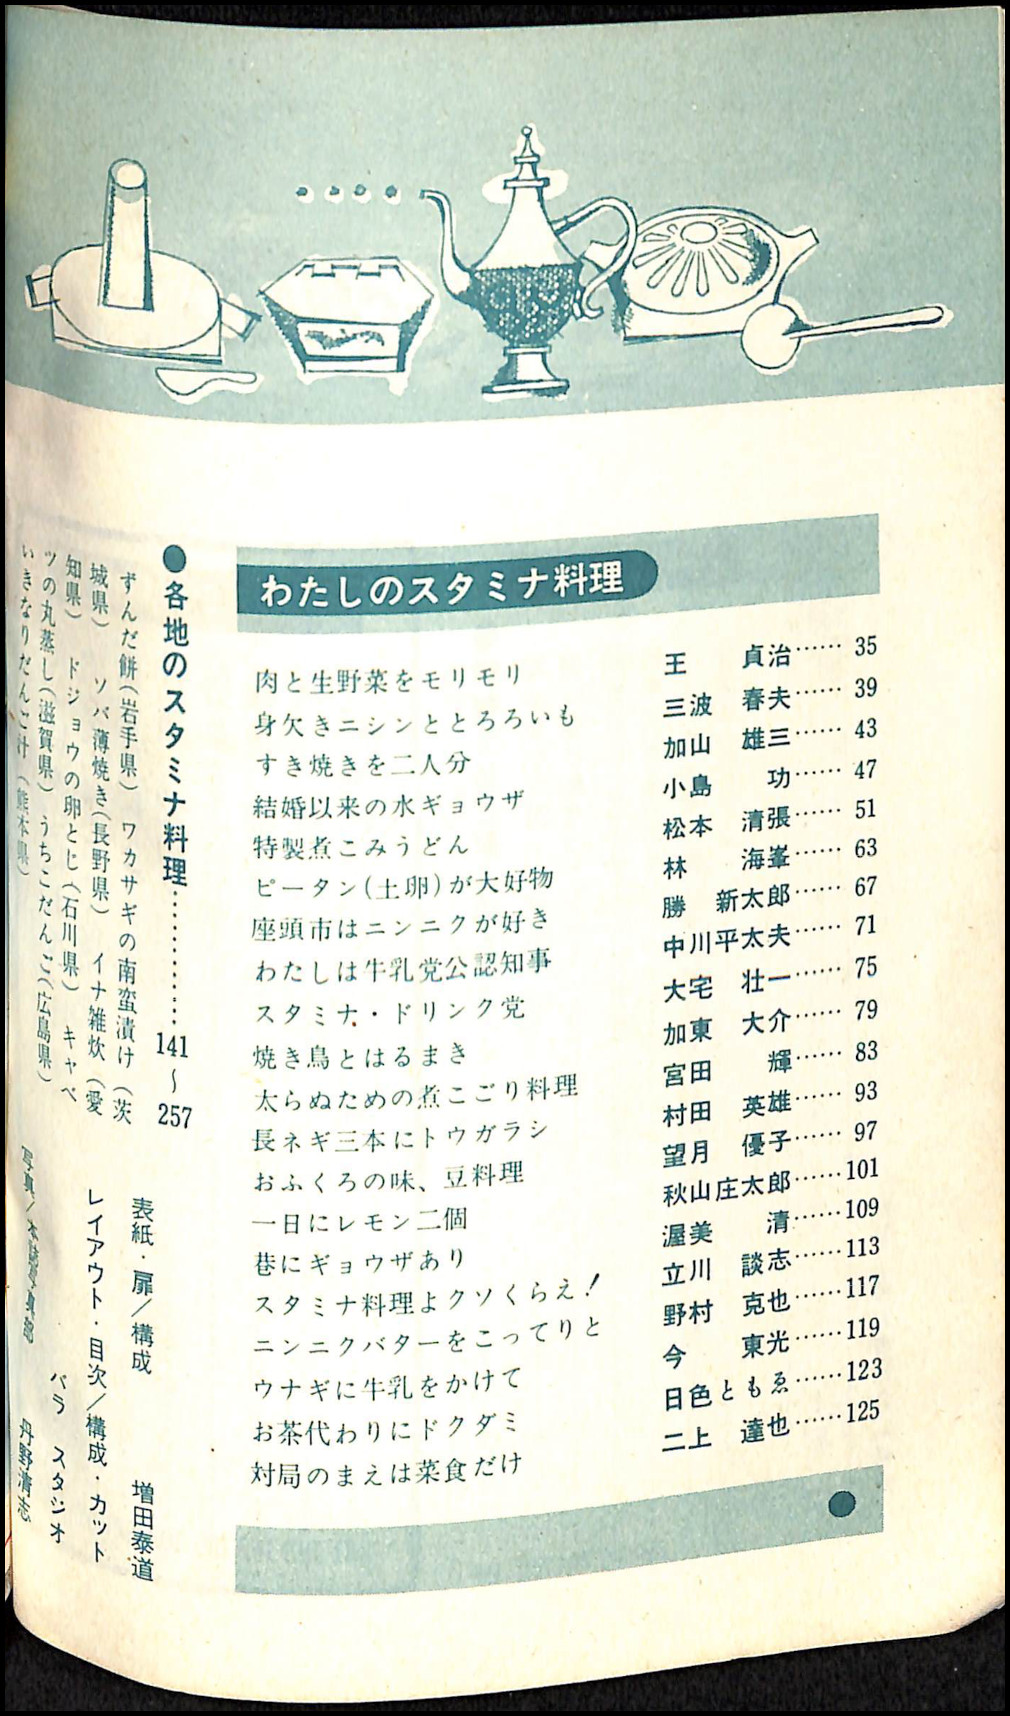 わたしのスタミナ料理
肉と生野菜をモリモリ 王 貞治…… 35
身欠きニシンととろろいも 三波 春夫…… 39
すき焼きを二人分 加山 雄三…… 43
結婚以来の水ギョウザ 小島 功…… 47
特製煮こみうどん 松本 清張…… 51
ピータン(土卵)が大好物 林 海峯…… 63
座頭市はニンニクが好き 勝 新太郎…… 67
わたしは牛乳党公認知事 中川平太夫…… 71
スタミナ・ドリンク党 大宅 壮一…… 75
焼き鳥とはるまき 加東 大介…… 79
太らぬための煮こごり料理 宮田 輝…… 83
長ネギ三本にトウガラシ 村田 英雄…… 93
おふくろの味、豆料理 望月 優子…… 97
一日にレモン二個 秋山庄太郎……101
巷にギョウザあり 渥美 清……109
スタミナ料理よクソくらえ! 立川 談志……113
ニンニクバターをこってりと 野村 克也……117
ウナギに牛乳をかけて 今 東光……119
お茶代わりにドクダミ 日色ともゑ……123
対局のまえは菜食だけ 二上 達也……125
●各地のスタミナ料理…………141～257
ずんだ餅(岩手県) ワカサギの南蛮漬け(茨
城県) ソバ薄焼き(長野県) イナ雑炊(愛
知県) ドジョウの卵とじ(石川県) キャベ
ツの丸蒸し(滋賀県) うちこだんご(広島県)
いきなりだんご汁(熊本県)
表紙・扉/構成 増田泰道
レイアウト・目次/構成・カット
バラ スタジオ
写真/本誌写真部 丹野清志